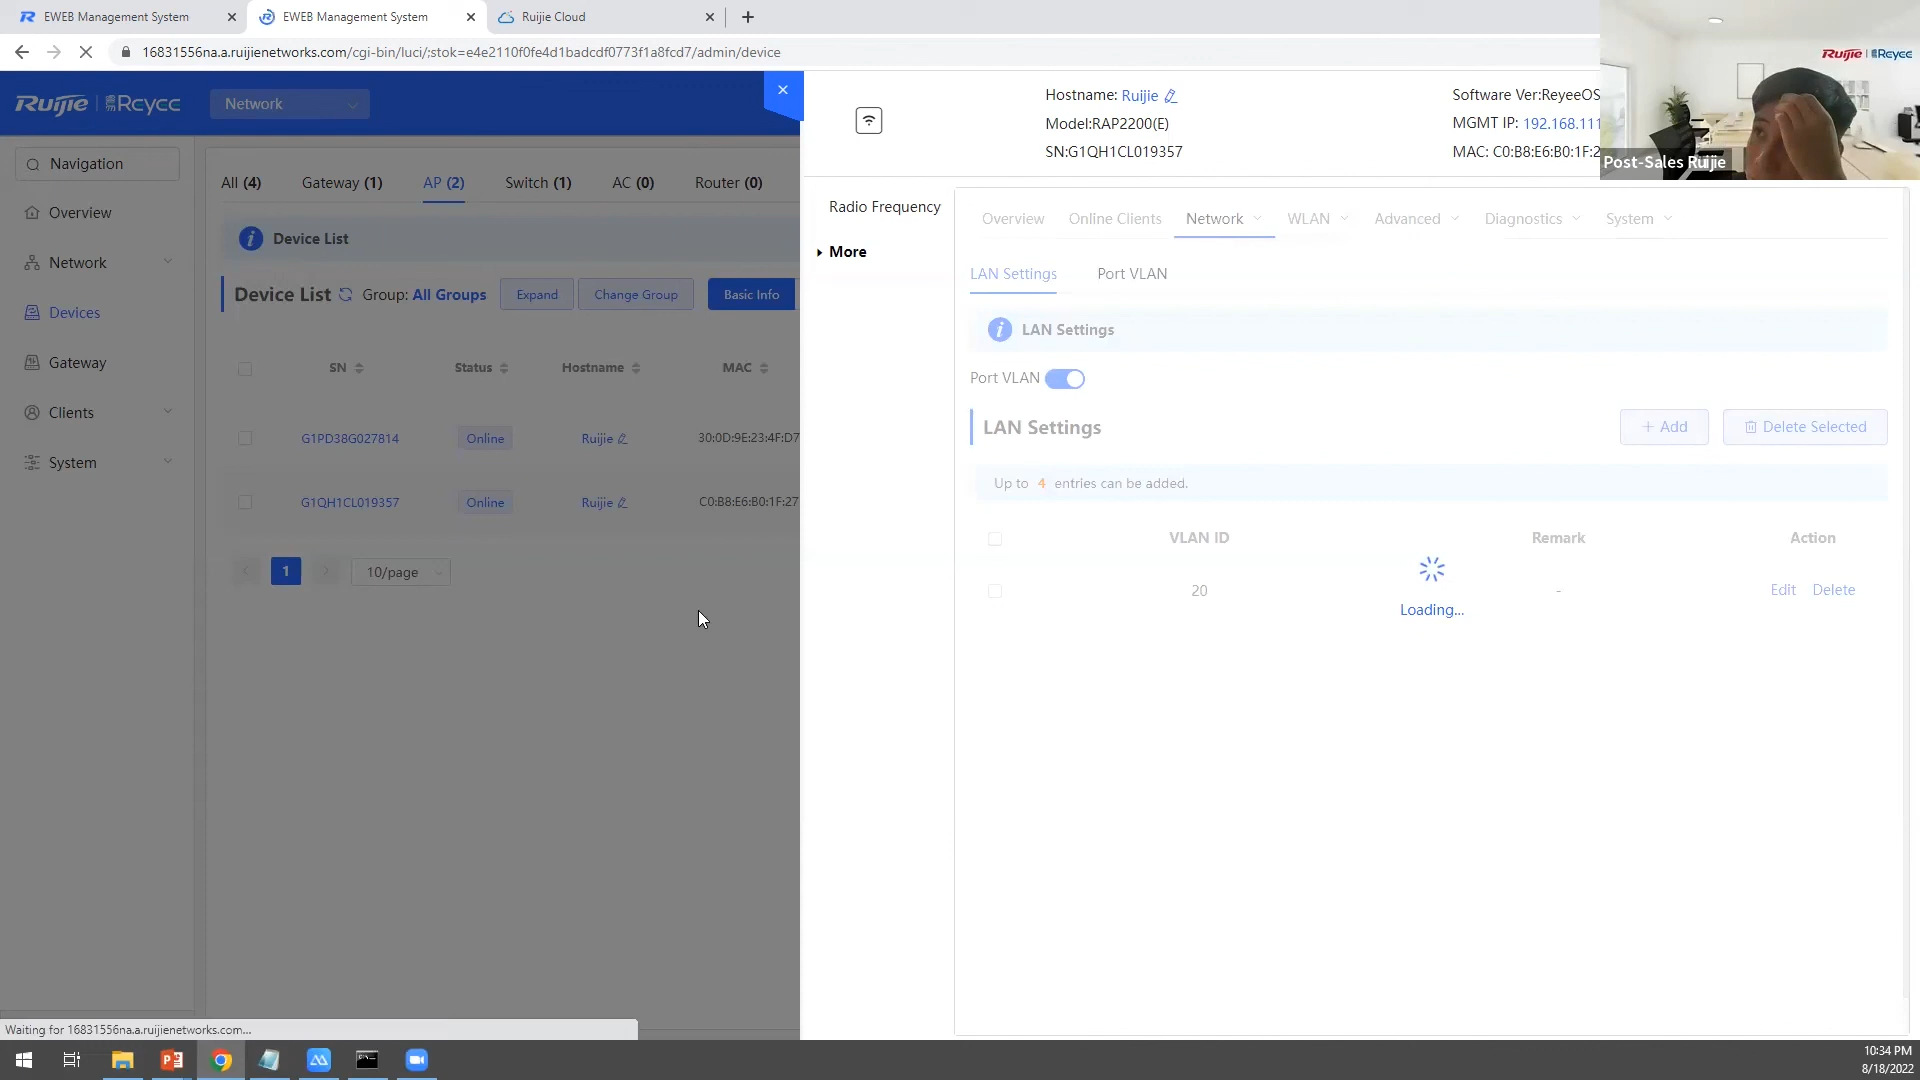 EWEB Management System
EWEB Management System
Ruijie Cloud
16831556na.a.ruijienetworks.com/cgi-bin/luci/;stok=e4e2110f0fe4d1badcdf0773f1a8fcd7/admin/device
Ruijie | Reyee
Network
Hostname: Ruijie
Software Ver:ReyeeOS
Model:RAP2200(E)
MGMT IP: 192.168.111
SN:G1QH1CL019357
MAC: C0:B8:E6:B0:1F:2
Ruijie | Reyee
Post-Sales Ruijie
Navigation
Overview
Network
Devices
Gateway
Clients
System
All (4)
Gateway (1)
AP (2)
Switch (1)
AC (0)
Router (0)
Device List
Device List
Group: All Groups
Expand
Change Group
Basic Info
SN
Status
Hostname
MAC
G1PD38G027814
Online
Ruijie
30:0D:9E:23:4F:D7
G1QH1CL019357
Online
Ruijie
C0:B8:E6:B0:1F:27
1
10/page
Radio Frequency
More
Overview
Online Clients
Network
WLAN
Advanced
Diagnostics
System
LAN Settings
Port VLAN
LAN Settings
Port VLAN
LAN Settings
+ Add
Delete Selected
Up to 4 entries can be added.
VLAN ID
Remark
Action
20
-
Edit
Delete
Loading...
Waiting for 16831556na.a.ruijienetworks.com...
10:34 PM
8/18/2022